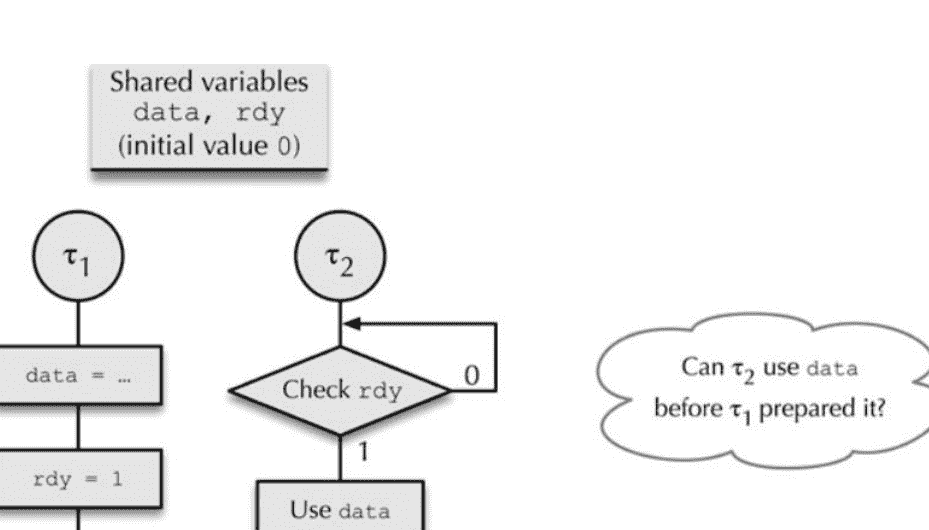 Shared variables
data, rdy
(initial value 0)
τ1
τ2
data = …
Check rdy
0
1
rdy = 1
Use data
Can τ2 use data
before τ1 prepared it?